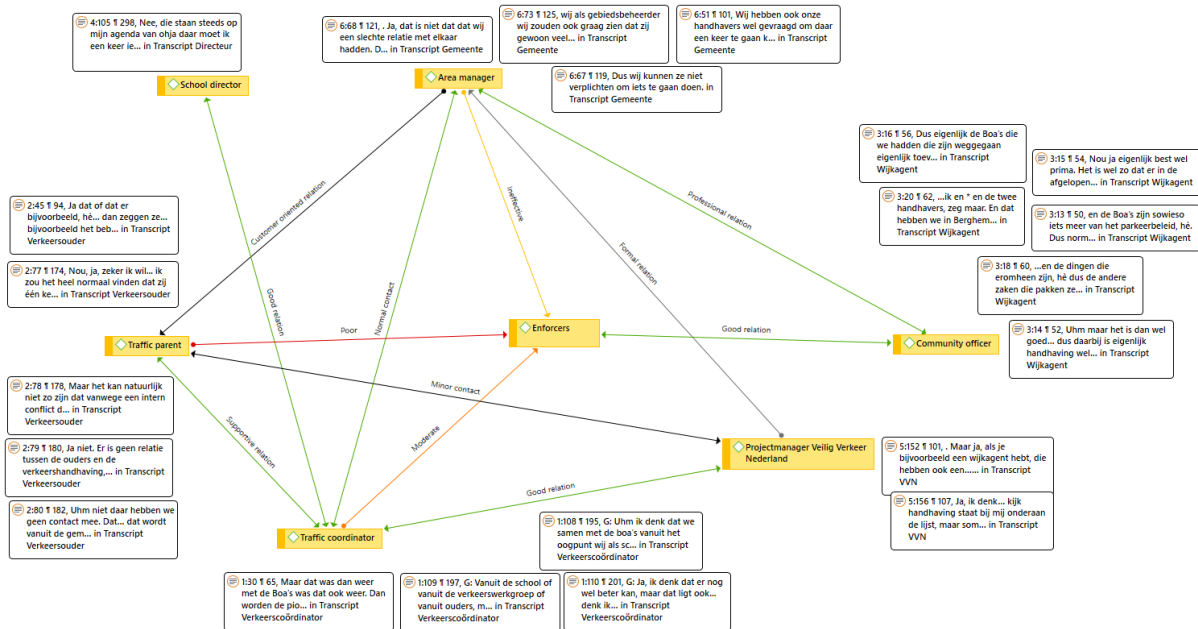 4:105 ¶ 298, Nee, die staan steeds op
mijn agenda van ohja daar moet ik
een keer ie... in Transcript Directeur
6:68 ¶ 121, . Ja, dat is niet dat dat wij
een slechte relatie met elkaar
hadden. D... in Transcript Gemeente
6:73 ¶ 125, wij als gebiedsbeheerder
wij zouden ook graag zien dat zij
gewoon veel... in Transcript
Gemeente
6:51 ¶ 101, Wij hebben ook onze
handhavers wel gevraagd om daar
een keer te gaan k... in Transcript
Gemeente
6:67 ¶ 119, Dus wij kunnen ze niet
verplichten om iets te gaan doen. in
Transcript Gemeente
School director
Area manager
3:16 ¶ 56, Dus eigenlijk de Boa's die
we hadden die zijn weggegaan
eigenlijk toev... in Transcript
Wijkagent
3:15 ¶ 54, Nou ja eigenlijk best wel
prima. Het is wel zo dat er in de
afgelopen... in Transcript Wijkagent
3:20 ¶ 62, ...ik en * en de twee
handhavers, zeg maar. En dat
hebben we in Berghem... in
Transcript Wijkagent
3:13 ¶ 50, en de Boa's zijn sowieso
iets meer van het parkeerbeleid, hé.
Dus norm... in Transcript Wijkagent
3:18 ¶ 60, ...en de dingen die
eromheen zijn, hé dus de andere
zaken die pakken ze... in
Transcript Wijkagent
3:14 ¶ 52, Uhm maar het is dan wel
goed... dus daarbij is eigenlijk
handhaving wel... in Transcript
Wijkagent
2:45 ¶ 94, Ja dat of dat er
bijvoorbeeld, hé... dan zeggen ze...
bijvoorbeeld het beb... in Transcript
Verkeersouder
2:77 ¶ 174, Nou, ja, zeker ik wil... ik
zou het heel normaal vinden dat zij
één ke... in Transcript Verkeersouder
Customer oriented relation
Ineffective
Professional relation
Formal relation
Good relation
Normal contact
Traffic parent
Poor
Enforcers
Good relation
Community officer
Minor contact
Moderate
Supportive relation
2:78 ¶ 178, Maar het kan natuurlijk
niet zo zijn dat vanwege een intern
conflict d... in Transcript
Verkeersouder
2:79 ¶ 180, Ja niet. Er is geen relatie
tussen de ouders en de
verkeershandhaving,... in Transcript
Verkeersouder
2:80 ¶ 182, Uhm niet daar hebben we
geen contact mee. Dat... dat wordt
vanuit de gem... in Transcript
Verkeersouder
Projectmanager Veilig Verkeer
Nederland
5:152 ¶ 101, . Maar ja, als je
bijvoorbeeld een wijkagent hebt, die
hebben ook een...... in Transcript
VVN
5:156 ¶ 107, Ja, ik denk... kijk
handhaving staat bij mij onderaan
de lijst, maar som... in Transcript
VVN
Good relation
Traffic coordinator
1:108 ¶ 195, G: Uhm ik denk dat we
samen met de boa's vanuit het
oogpunt wij als sc... in Transcript
Verkeerscoördinator
1:30 ¶ 65, Maar dat was dan weer
met de Boa's was dat ook weer. Dan
worden de pio... in Transcript
Verkeerscoördinator
1:109 ¶ 197, G: Vanuit de school of
vanuit de verkeerswerkgroep of
vanuit ouders, m... in Transcript
Verkeerscoördinator
1:110 ¶ 201, G: Ja, ik denk dat er nog
wel beter kan, maar dat ligt ook...
denk ik... in Transcript
Verkeerscoördinator